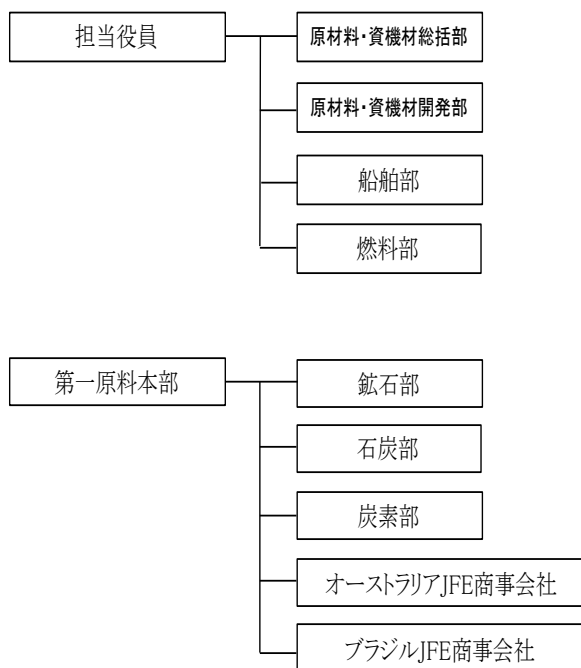 担当役員
原材料・資機材総括部
原材料・資機材開発部
船舶部
燃料部
第一原料本部
鉱石部
石炭部
炭素部
オーストラリアJFE商事会社
ブラジルJFE商事会社